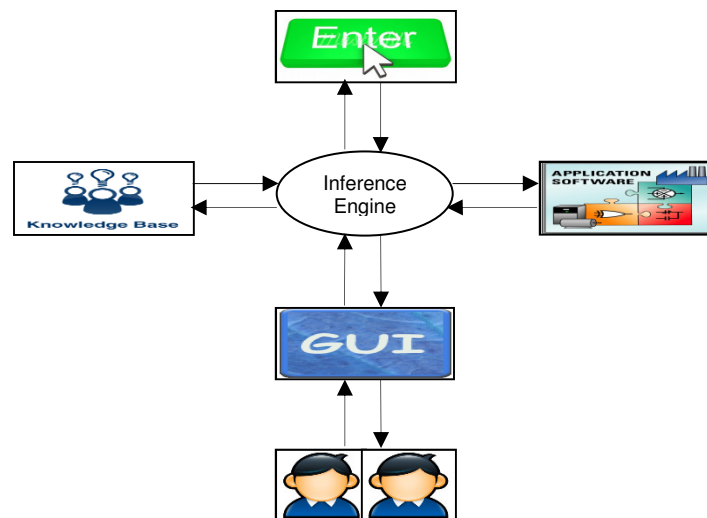 Enter
Knowledge Base
Inference
Engine
APPLICATION
SOFTWARE
GUI